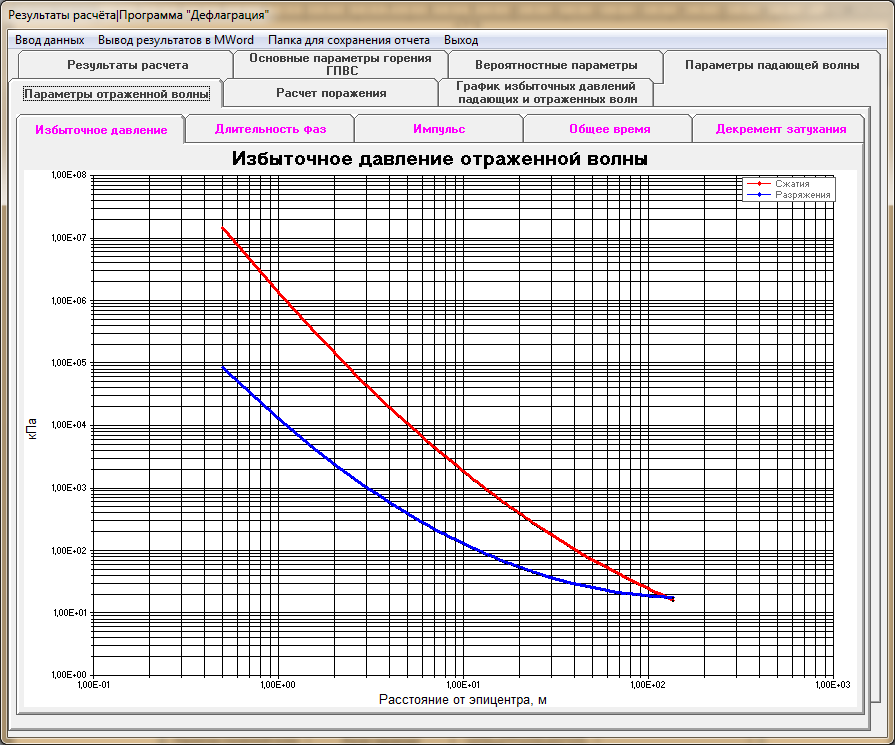 Результаты расчёта|Программа "Дефлаграция"
Ввод данных Вывод результатов в MWord Папка для сохранения отчета Выход
Результаты расчета
Основные параметры горения
ГПВС
Вероятностные параметры
Параметры падающей волны
Параметры отраженной волны
Расчет поражения
График избыточных давлений
падающих и отраженных волн
Избыточное давление
Длительность фаз
Импульс
Общее время
Декремент затухания
Избыточное давление отраженной волны
Сжатия
Разряжения
1,00E+08
1,00E+07
1,00E+06
1,00E+05
1,00E+04
1,00E+03
1,00E+02
1,00E+01
1,00E+00
кПа
1,00E-01 1,00E+00 1,00E+01 1,00E+02 1,00E+03
Расстояние от эпицентра, м